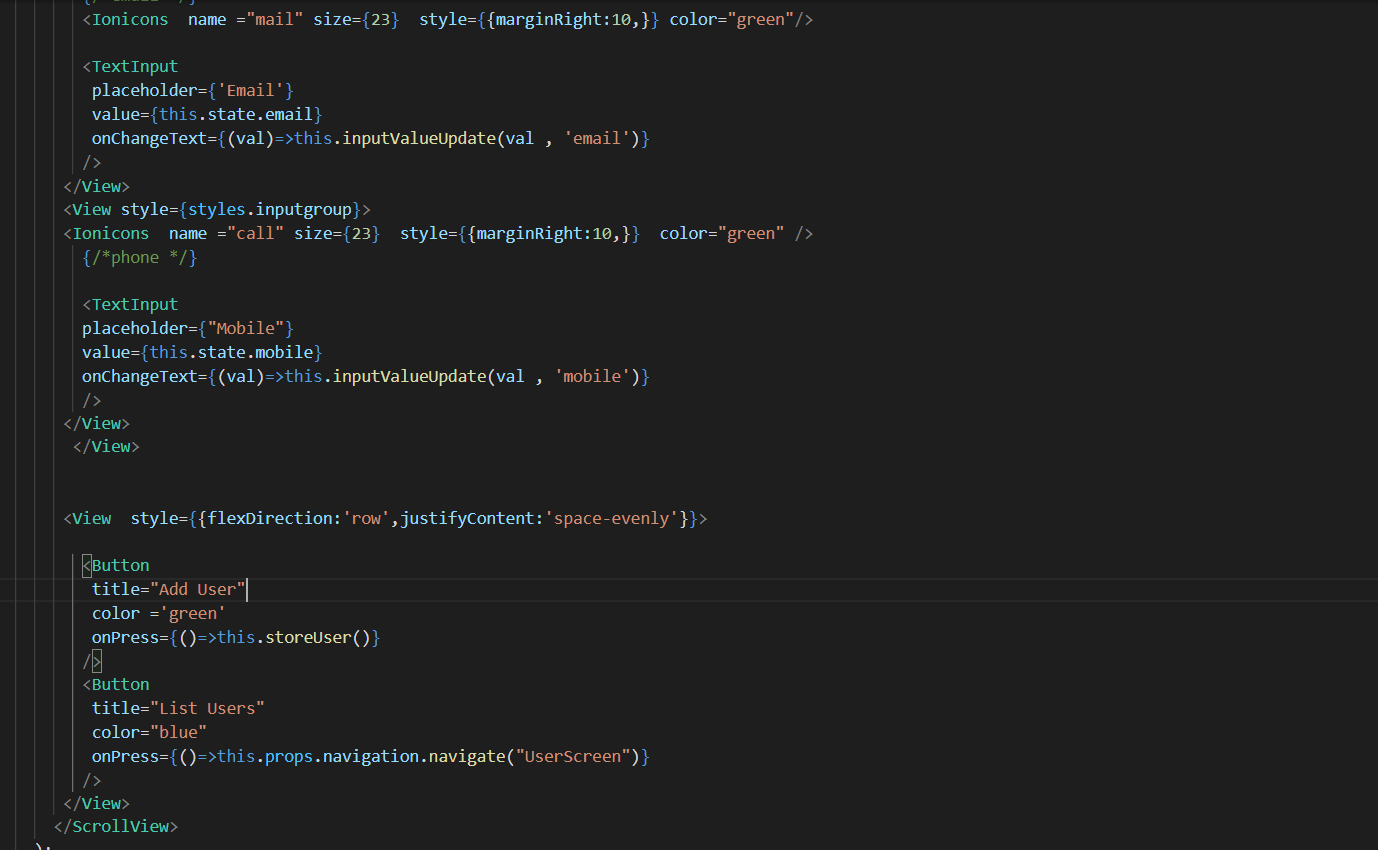 <Ionicons  name ="mail" size={23}  style={{marginRight:10,}} color="green"/>
<TextInput
placeholder={'Email'}
value={this.state.email}
onChangeText={(val)=>this.inputValueUpdate(val , 'email')}
/>
</View>
<View style={styles.inputgroup}>
<Ionicons  name ="call" size={23}  style={{marginRight:10,}}  color="green" />
{/*phone */}
<TextInput
placeholder={"Mobile"}
value={this.state.mobile}
onChangeText={(val)=>this.inputValueUpdate(val , 'mobile')}
/>
</View>
</View>
<View  style={{flexDirection:'row',justifyContent:'space-evenly'}}>
<Button
title="Add User"
color ='green'
onPress={()=>this.storeUser()}
/>
<Button
title="List Users"
color="blue"
onPress={()=>this.props.navigation.navigate("UserScreen")}
/>
</View>
</ScrollView>
);